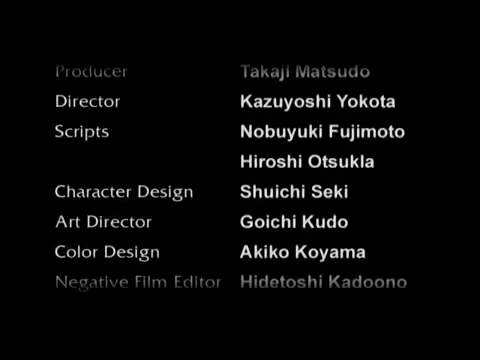 Producer Takaji Matsudo
Director Kazuyoshi Yokota
Scripts Nobuyuki Fujimoto
Hiroshi Otsukla
Character Design Shuichi Seki
Art Director Goichi Kudo
Color Design Akiko Koyama
Negative Film Editor Hidetoshi Kadoono